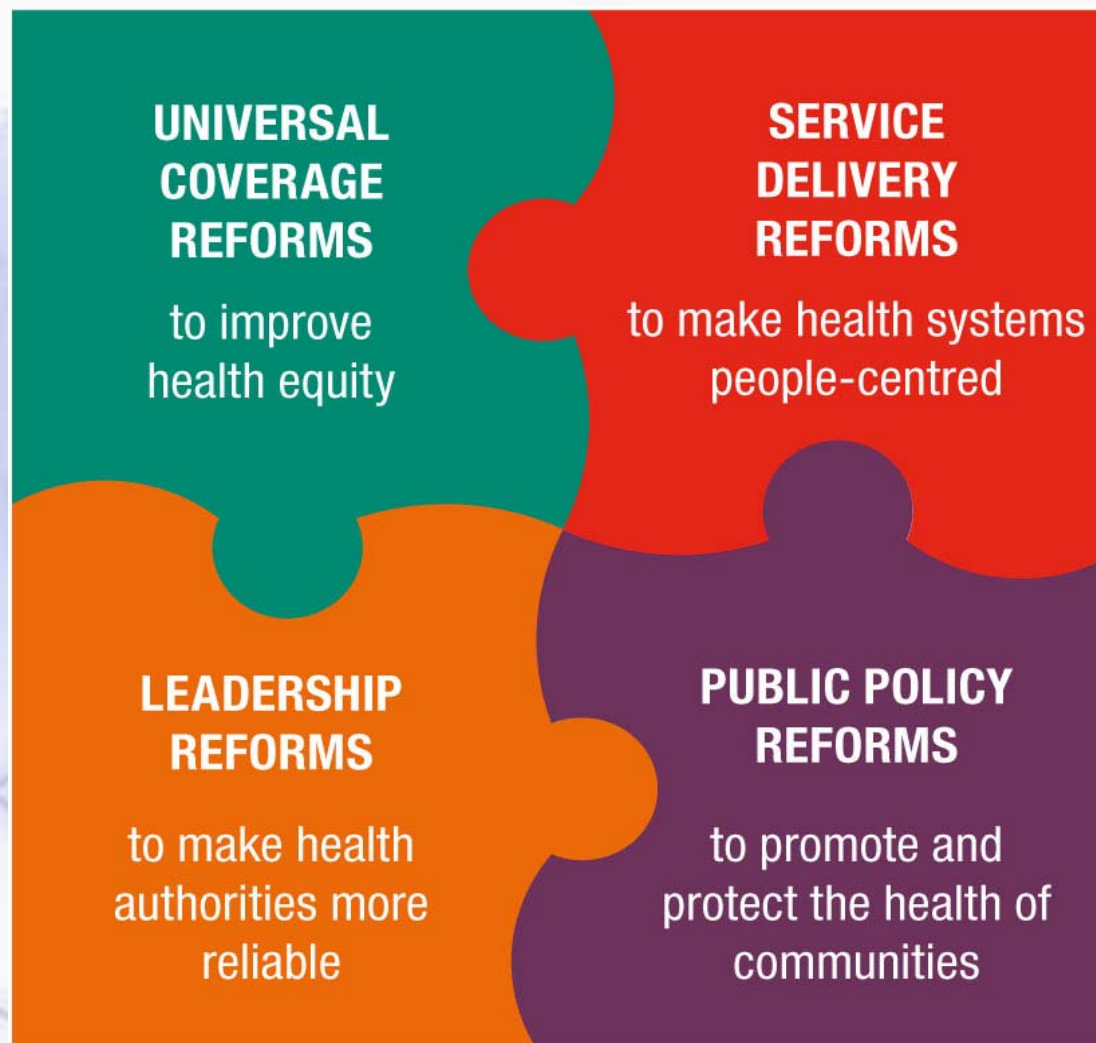 UNIVERSAL
COVERAGE
REFORMS
to improve
health equity
SERVICE
DELIVERY
REFORMS
to make health systems
people-centred
LEADERSHIP
REFORMS
to make health
authorities more
reliable
PUBLIC POLICY
REFORMS
to promote and
protect the health of
communities